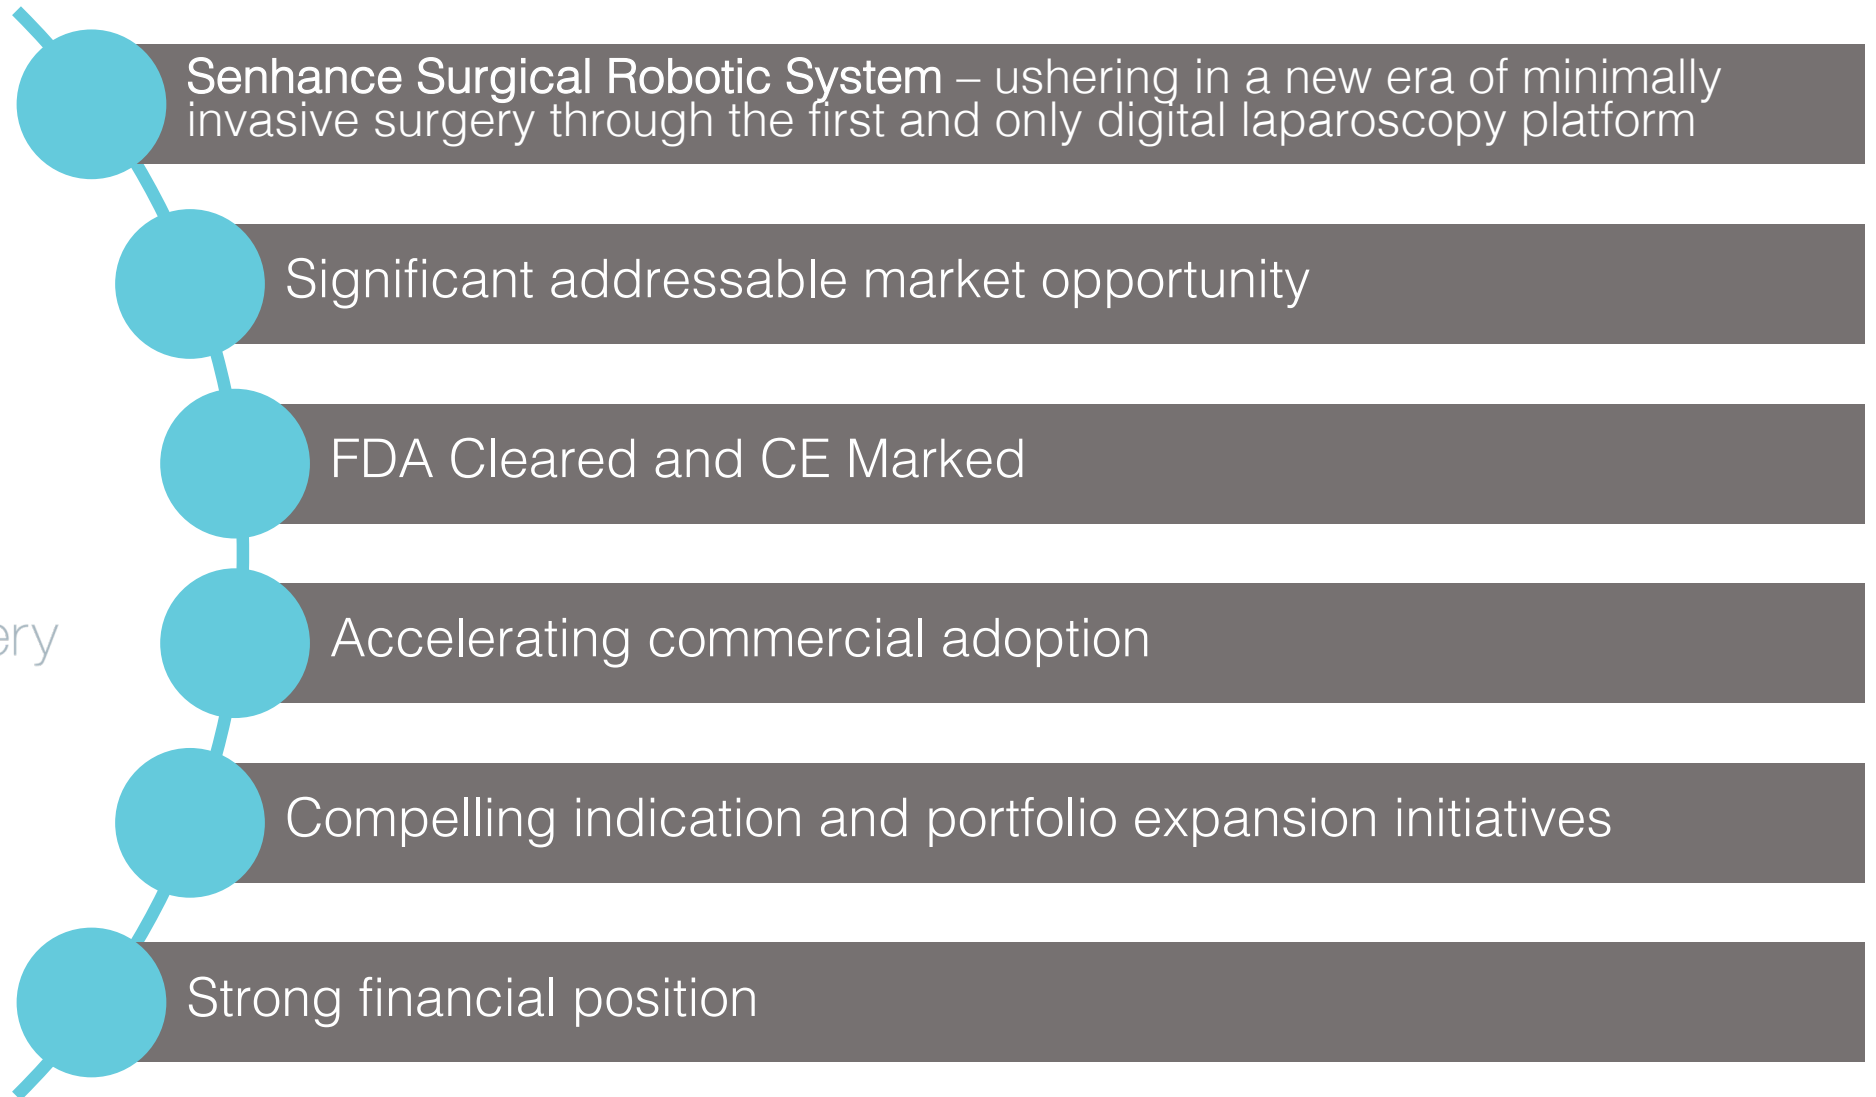 Senhance Surgical Robotic System – ushering in a new era of minimally
invasive surgery through the first and only digital laparoscopy platform
Significant addressable market opportunity
FDA Cleared and CE Marked
Accelerating commercial adoption
Compelling indication and portfolio expansion initiatives
Strong financial position